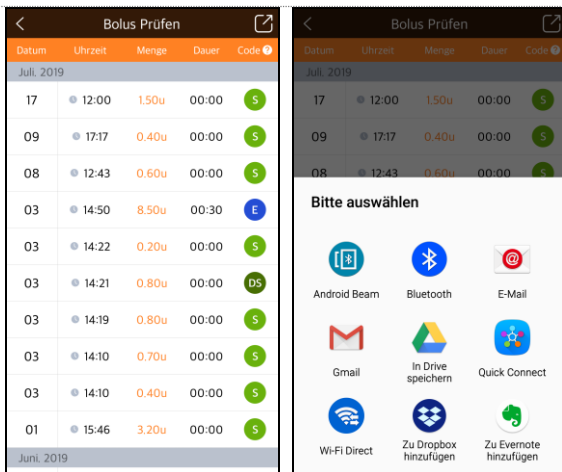 Bolus Prüfen
Datum Uhrzeit Menge Dauer Code ?
Juli, 2019
17 12:00 1.50u 00:00 S
09 17:17 0.40u 00:00 S
08 12:43 0.60u 00:00 S
03 14:50 8.50u 00:30 E
03 14:22 0.20u 00:00 S
03 14:21 0.80u 00:00 DS
03 14:19 0.80u 00:00 S
03 14:10 0.70u 00:00 S
03 14:10 0.40u 00:00 S
01 15:46 3.20u 00:00 S
Juni, 2019
Bolus Prüfen
Datum Uhrzeit Menge Dauer Code ?
Juli, 2019
17 12:00 1.50u 00:00 S
09 17:17 0.40u 00:00 S
08 12:43 0.60u 00:00 S
Bitte auswählen
Android Beam Bluetooth E-Mail
Gmail In Drive speichern Quick Connect
Wi-Fi Direct Zu Dropbox hinzufügen Zu Evernote hinzufügen